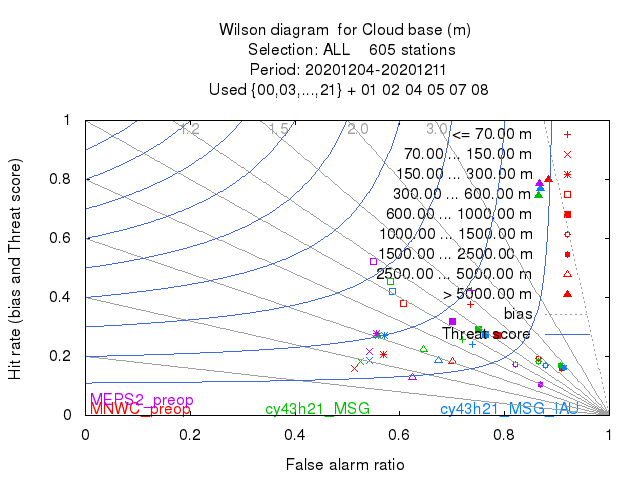 Wilson diagram  for Cloud base (m)
Selection: ALL    605 stations
Period: 20201204-20201211
Used {00,03,...,21} + 01 02 04 05 07 08
1.2 1.5 2.0 3.0
<= 70.00 m
70.00 ... 150.00 m
150.00 ... 300.00 m
300.00 ... 600.00 m
600.00 ... 1000.00 m
1000.00 ... 1500.00 m
1500.00 ... 2500.00 m
2500.00 ... 5000.00 m
> 5000.00 m
bias
Threat score
1
0.8
0.6
0.4
0.2
0
Hit rate (bias and Threat score)
MEPS2_preop
MNWC_preop cy43h21_MSG cy43h21_MSG_IAU
0 0.2 0.4 0.6 0.8 1
False alarm ratio